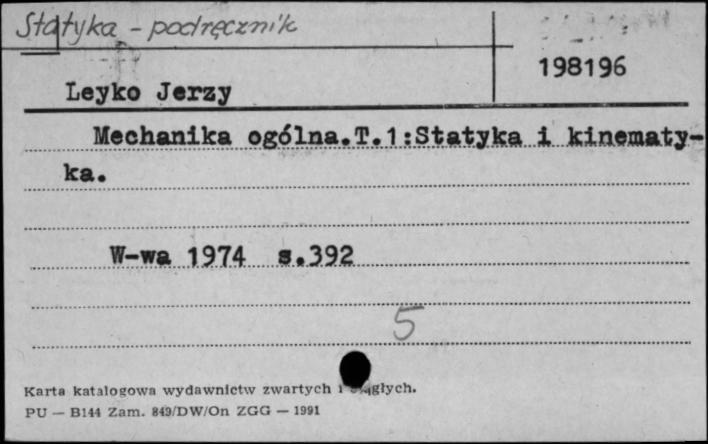 Statyka - podręcznik
198196
Leyko Jerzy
Mechanika ogólna.T.1:Statyka i kinematy-
ka.
W-wa 1974 s.392
5
Karta katalogowa wydawnictw zwartych i ciągłych.
PU — B144 Zam. 849/DW/On ZGG — 1991